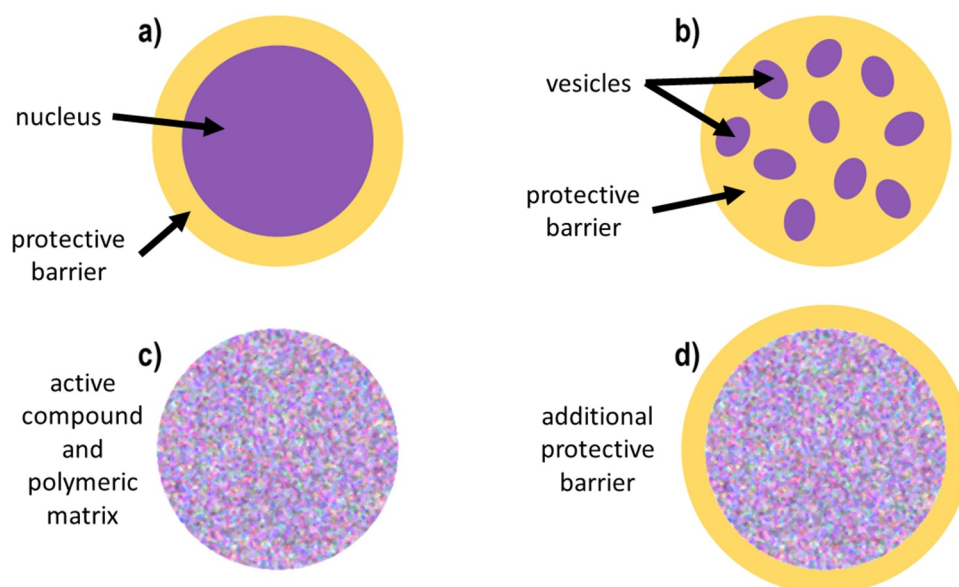 a)
nucleus
protective
barrier
b)
vesicles
protective
barrier
c)
active
compound
and
polymeric
matrix
d)
additional
protective
barrier